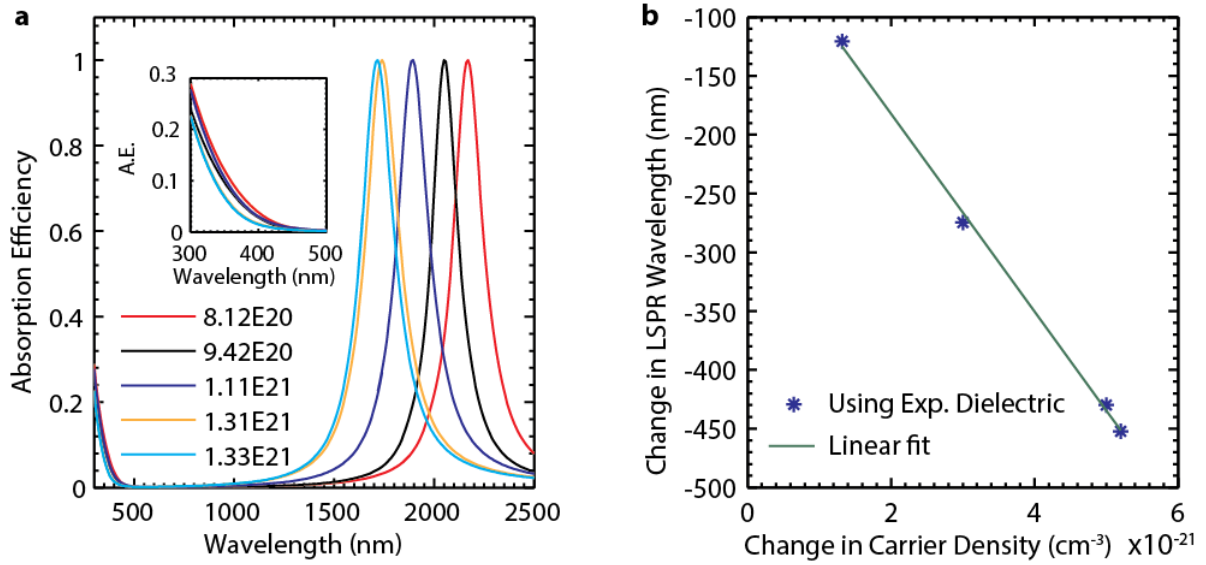 a
Absorption Efficiency
1
0.8
0.6
0.4
0.2
0
500
1000
1500
2000
2500
Wavelength (nm)
A.E.
0.3
0.2
0.1
0
300
400
500
Wavelength (nm)
8.12E20
9.42E20
1.11E21
1.31E21
1.33E21
b
Change in LSPR Wavelength (nm)
-100
-150
-200
-250
-300
-350
-400
-450
-500
Using Exp. Dielectric
Linear fit
0
2
4
6
Change in Carrier Density (cm⁻³) x10⁻²¹